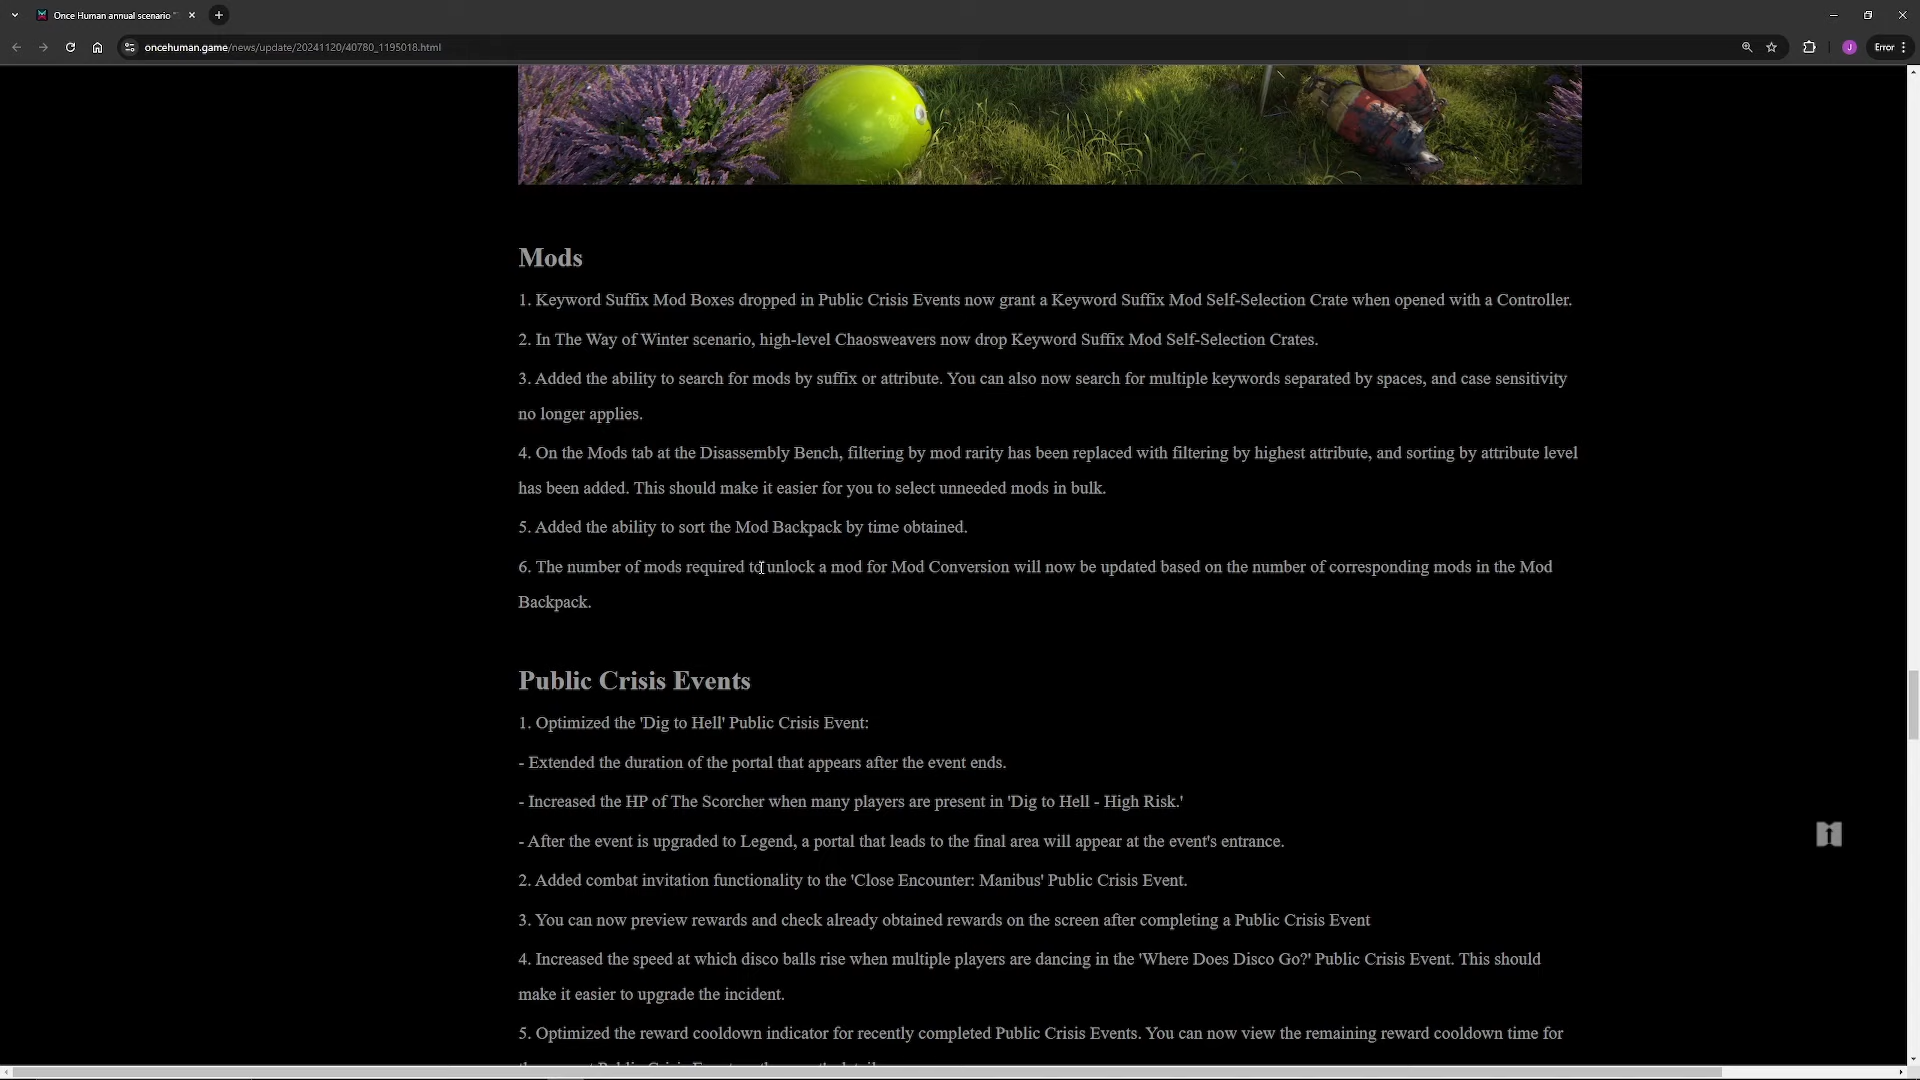 Once Human annual scenario "
oncehuman.game/news/update/20241120/40780_1195018.html
J
Error
Mods
1. Keyword Suffix Mod Boxes dropped in Public Crisis Events now grant a Keyword Suffix Mod Self-Selection Crate when opened with a Controller.
2. In The Way of Winter scenario, high-level Chaosweavers now drop Keyword Suffix Mod Self-Selection Crates.
3. Added the ability to search for mods by suffix or attribute. You can also now search for multiple keywords separated by spaces, and case sensitivity
no longer applies.
4. On the Mods tab at the Disassembly Bench, filtering by mod rarity has been replaced with filtering by highest attribute, and sorting by attribute level
has been added. This should make it easier for you to select unneeded mods in bulk.
5. Added the ability to sort the Mod Backpack by time obtained.
6. The number of mods required to unlock a mod for Mod Conversion will now be updated based on the number of corresponding mods in the Mod
Backpack.
Public Crisis Events
1. Optimized the 'Dig to Hell' Public Crisis Event:
- Extended the duration of the portal that appears after the event ends.
- Increased the HP of The Scorcher when many players are present in 'Dig to Hell - High Risk.'
- After the event is upgraded to Legend, a portal that leads to the final area will appear at the event's entrance.
2. Added combat invitation functionality to the 'Close Encounter: Manibus' Public Crisis Event.
3. You can now preview rewards and check already obtained rewards on the screen after completing a Public Crisis Event
4. Increased the speed at which disco balls rise when multiple players are dancing in the 'Where Does Disco Go?' Public Crisis Event. This should
make it easier to upgrade the incident.
5. Optimized the reward cooldown indicator for recently completed Public Crisis Events. You can now view the remaining reward cooldown time for